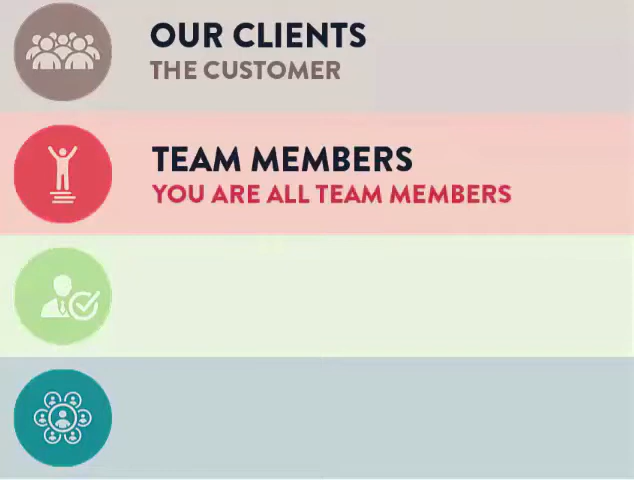 OUR CLIENTS
THE CUSTOMER
TEAM MEMBERS
YOU ARE ALL TEAM MEMBERS